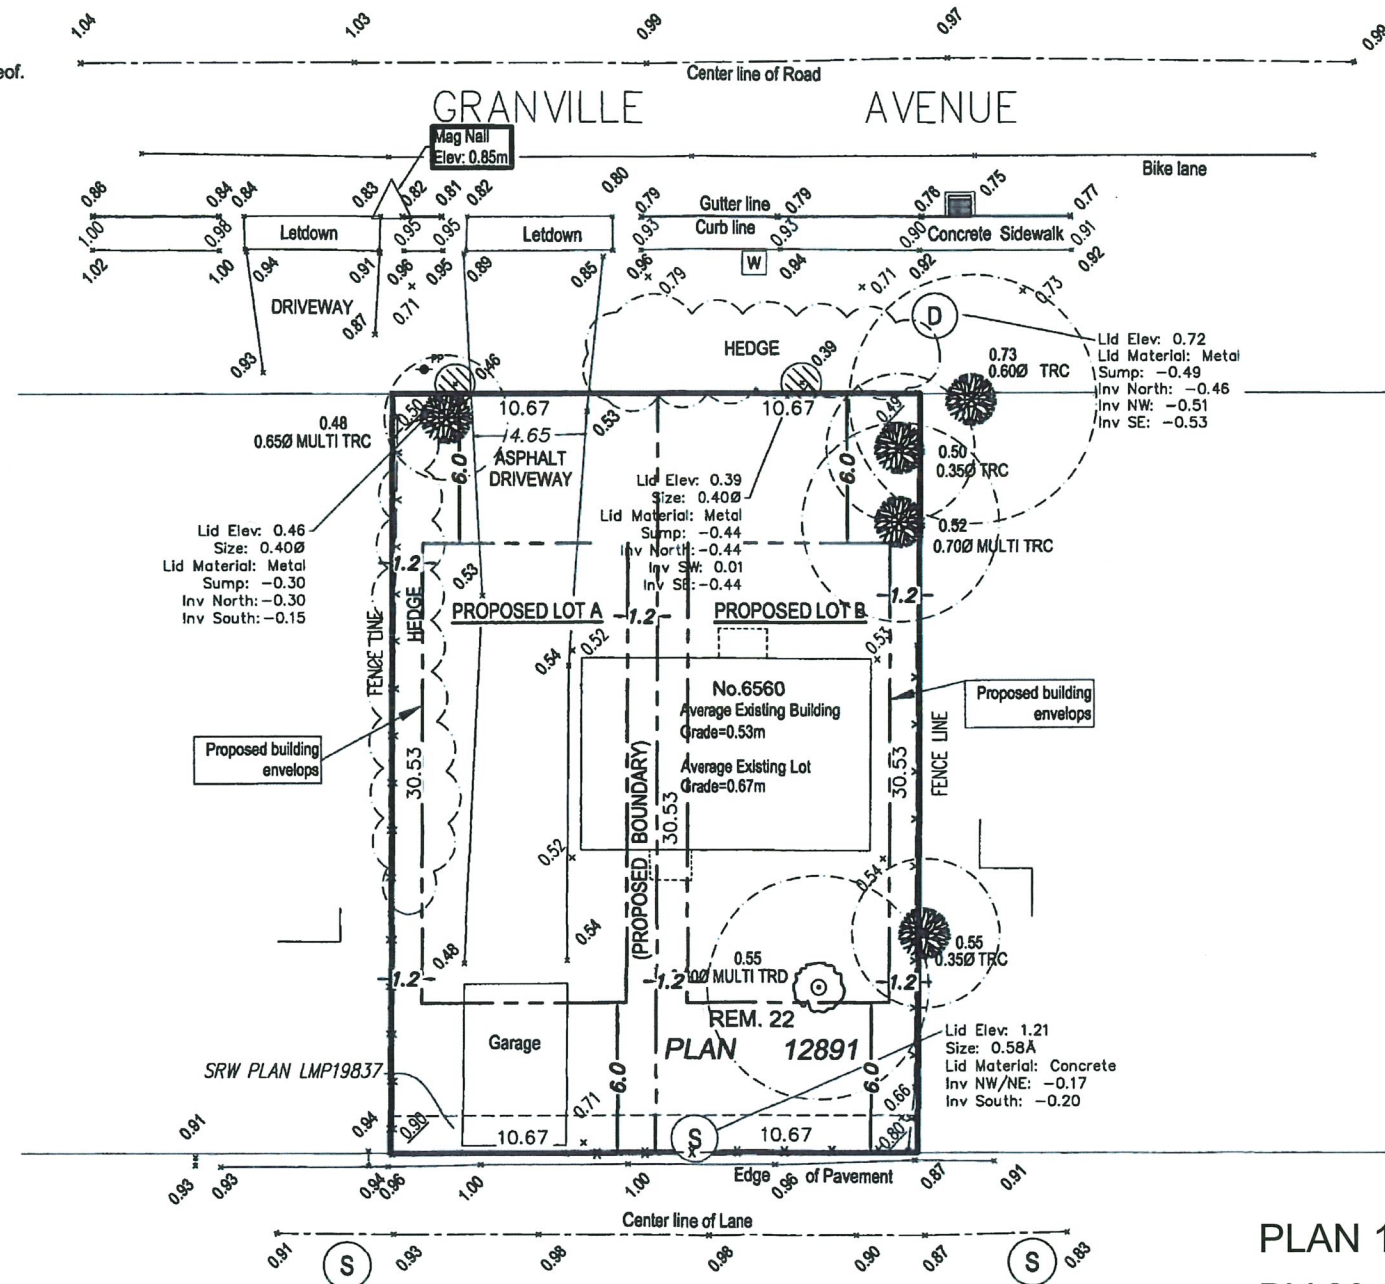 1.04
1.03
0.99
0.97
0.99
eof.
Center line of Road
GRANVILLE AVENUE
Mag Nail
Elev: 0.85m
Bike lane
0.86
0.84
0.84
0.83
0.82
0.81
0.82
0.80
0.79
Gutter line
0.79
0.76
0.75
0.77
1.00
0.98
Letdown
0.95
0.95
Letdown
0.93
Curb line
0.93
0.90
Concrete Sidewalk
0.91
1.02
1.00
0.94
0.91
0.96
0.95
0.89
0.85
0.96
W
0.94
0.92
0.92
DRIVEWAY
0.87
0.71
0.79
0.71
0.73
D
0.93
PP
0.46
HEDGE
0.39
Lid Elev: 0.72
Lid Material: Metal
Sump: -0.49
Inv North: -0.46
Inv NW: -0.51
Inv SE: -0.53
0.73
0.60Ø TRC
0.48
0.65Ø MULTI TRC
0.50
10.67
0.53
10.67
0.49
4.65
ASPHALT
DRIVEWAY
6.0
6.0
0.50
0.35Ø TRC
0.52
0.70Ø MULTI TRC
Lid Elev: 0.39
Size: 0.40Ø
Lid Material: Metal
Sump: -0.44
Inv North: -0.44
Inv SW: 0.01
Inv SE: -0.44
Lid Elev: 0.46
Size: 0.40Ø
Lid Material: Metal
Sump: -0.30
Inv North: -0.30
Inv South: -0.15
1.2
0.53
HEDGE
FENCE LINE
PROPOSED LOT A
1.2
PROPOSED LOT B
1.2
0.54
0.52
0.53
No.6560
Average Existing Building
Grade=0.53m
Average Existing Lot
Grade=0.67m
Proposed building
envelops
Proposed building
envelops
30.53
(PROPOSED BOUNDARY)
30.53
30.53
FENCE LINE
0.52
0.54
0.48
0.54
1.2
1.2
0.55
0Ø MULTI TRD
1.2
0.55
0.35Ø TRC
REM. 22
PLAN 12891
Garage
6.0
6.0
Lid Elev: 1.21
Size: 0.58Å
Lid Material: Concrete
Inv NW/NE: -0.17
Inv South: -0.20
SRW PLAN LMP19837
0.91
0.94
0.90
0.71
0.66
0.80
10.67
S
10.67
0.93
0.93
0.94
0.96
1.00
1.00
Edge of Pavement
0.96
0.87
0.91
Center line of Lane
0.91
S
0.93
0.98
0.98
0.90
0.87
S
0.83
PLAN 1